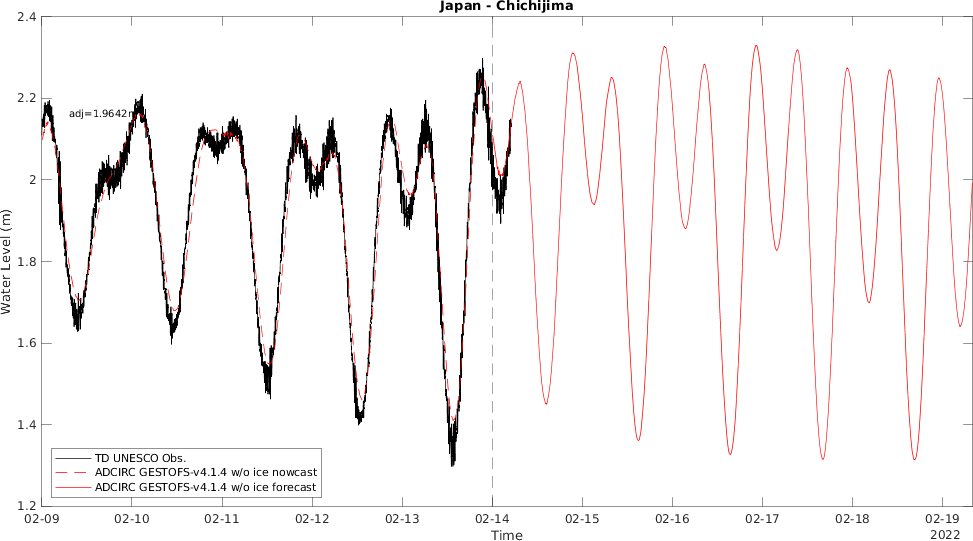 Japan - Chichijima
2.4
2.2
2
1.8
1.6
1.4
1.2
Water Level (m)
adj=1.9642m
TD UNESCO Obs.
ADCIRC GESTOFS-v4.1.4 w/o ice nowcast
ADCIRC GESTOFS-v4.1.4 w/o ice forecast
02-09 02-10 02-11 02-12 02-13 02-14 02-15 02-16 02-17 02-18 02-19
2022
Time